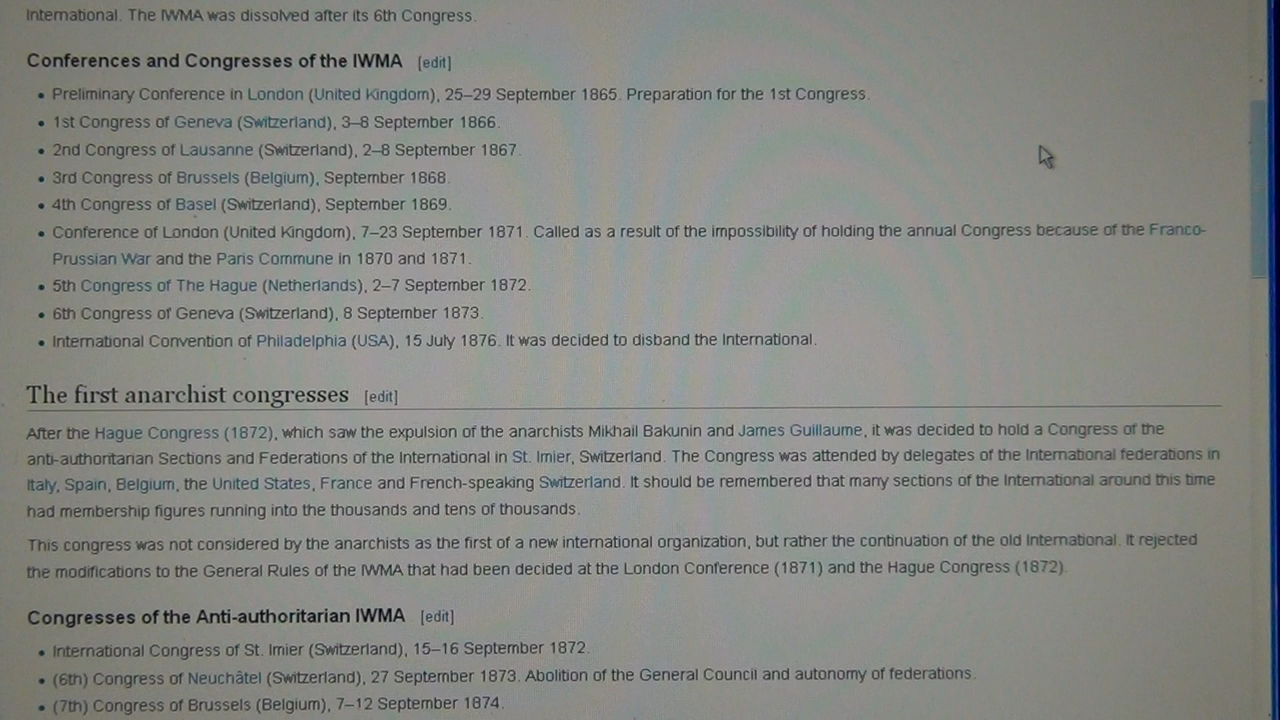 International. The IWMA was dissolved after its 6th Congress.
Conferences and Congresses of the IWMA [edit]
• Preliminary Conference in London (United Kingdom), 25–29 September 1865. Preparation for the 1st Congress.
• 1st Congress of Geneva (Switzerland), 3–8 September 1866.
• 2nd Congress of Lausanne (Switzerland), 2–8 September 1867.
• 3rd Congress of Brussels (Belgium), September 1868.
• 4th Congress of Basel (Switzerland), September 1869.
• Conference of London (United Kingdom), 7–23 September 1871. Called as a result of the impossibility of holding the annual Congress because of the Franco-
Prussian War and the Paris Commune in 1870 and 1871.
• 5th Congress of The Hague (Netherlands), 2–7 September 1872.
• 6th Congress of Geneva (Switzerland), 8 September 1873.
• International Convention of Philadelphia (USA), 15 July 1876. It was decided to disband the International.
The first anarchist congresses [edit]
After the Hague Congress (1872), which saw the expulsion of the anarchists Mikhail Bakunin and James Guillaume, it was decided to hold a Congress of the
anti-authoritarian Sections and Federations of the International in St. Imier, Switzerland. The Congress was attended by delegates of the International federations in
Italy, Spain, Belgium, the United States, France and French-speaking Switzerland. It should be remembered that many sections of the International around this time
had membership figures running into the thousands and tens of thousands.
This congress was not considered by the anarchists as the first of a new international organization, but rather the continuation of the old International. It rejected
the modifications to the General Rules of the IWMA that had been decided at the London Conference (1871) and the Hague Congress (1872).
Congresses of the Anti-authoritarian IWMA [edit]
• International Congress of St. Imier (Switzerland), 15–16 September 1872.
• (6th) Congress of Neuchâtel (Switzerland), 27 September 1873. Abolition of the General Council and autonomy of federations.
• (7th) Congress of Brussels (Belgium), 7–12 September 1874.